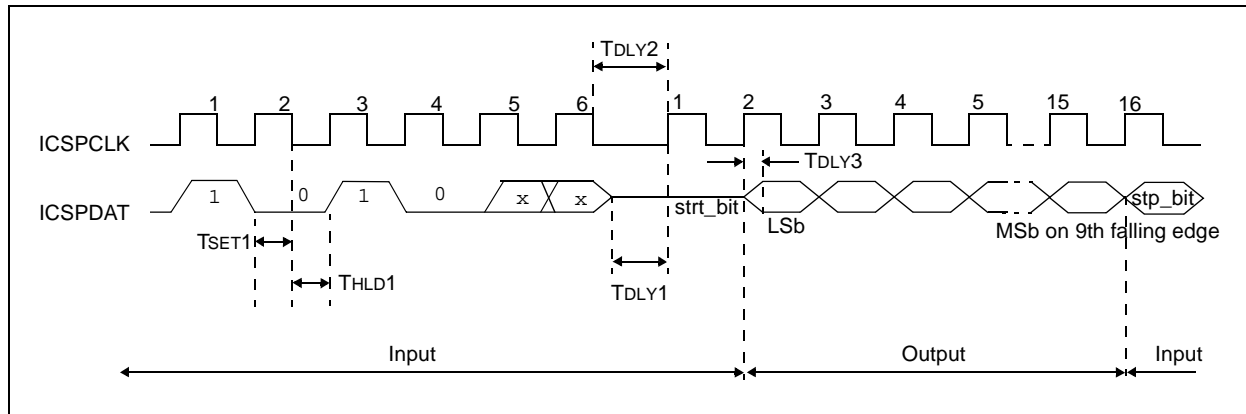 TDLY2
1 2 3 4 5 6 1 2 3 4 5 15 16
ICSPCLK
TDLY3
ICSPDAT 1 0 1 0 x x strt_bit stp_bit
LSb MSb on 9th falling edge
TSET1
THLD1
TDLY1
Input Output Input